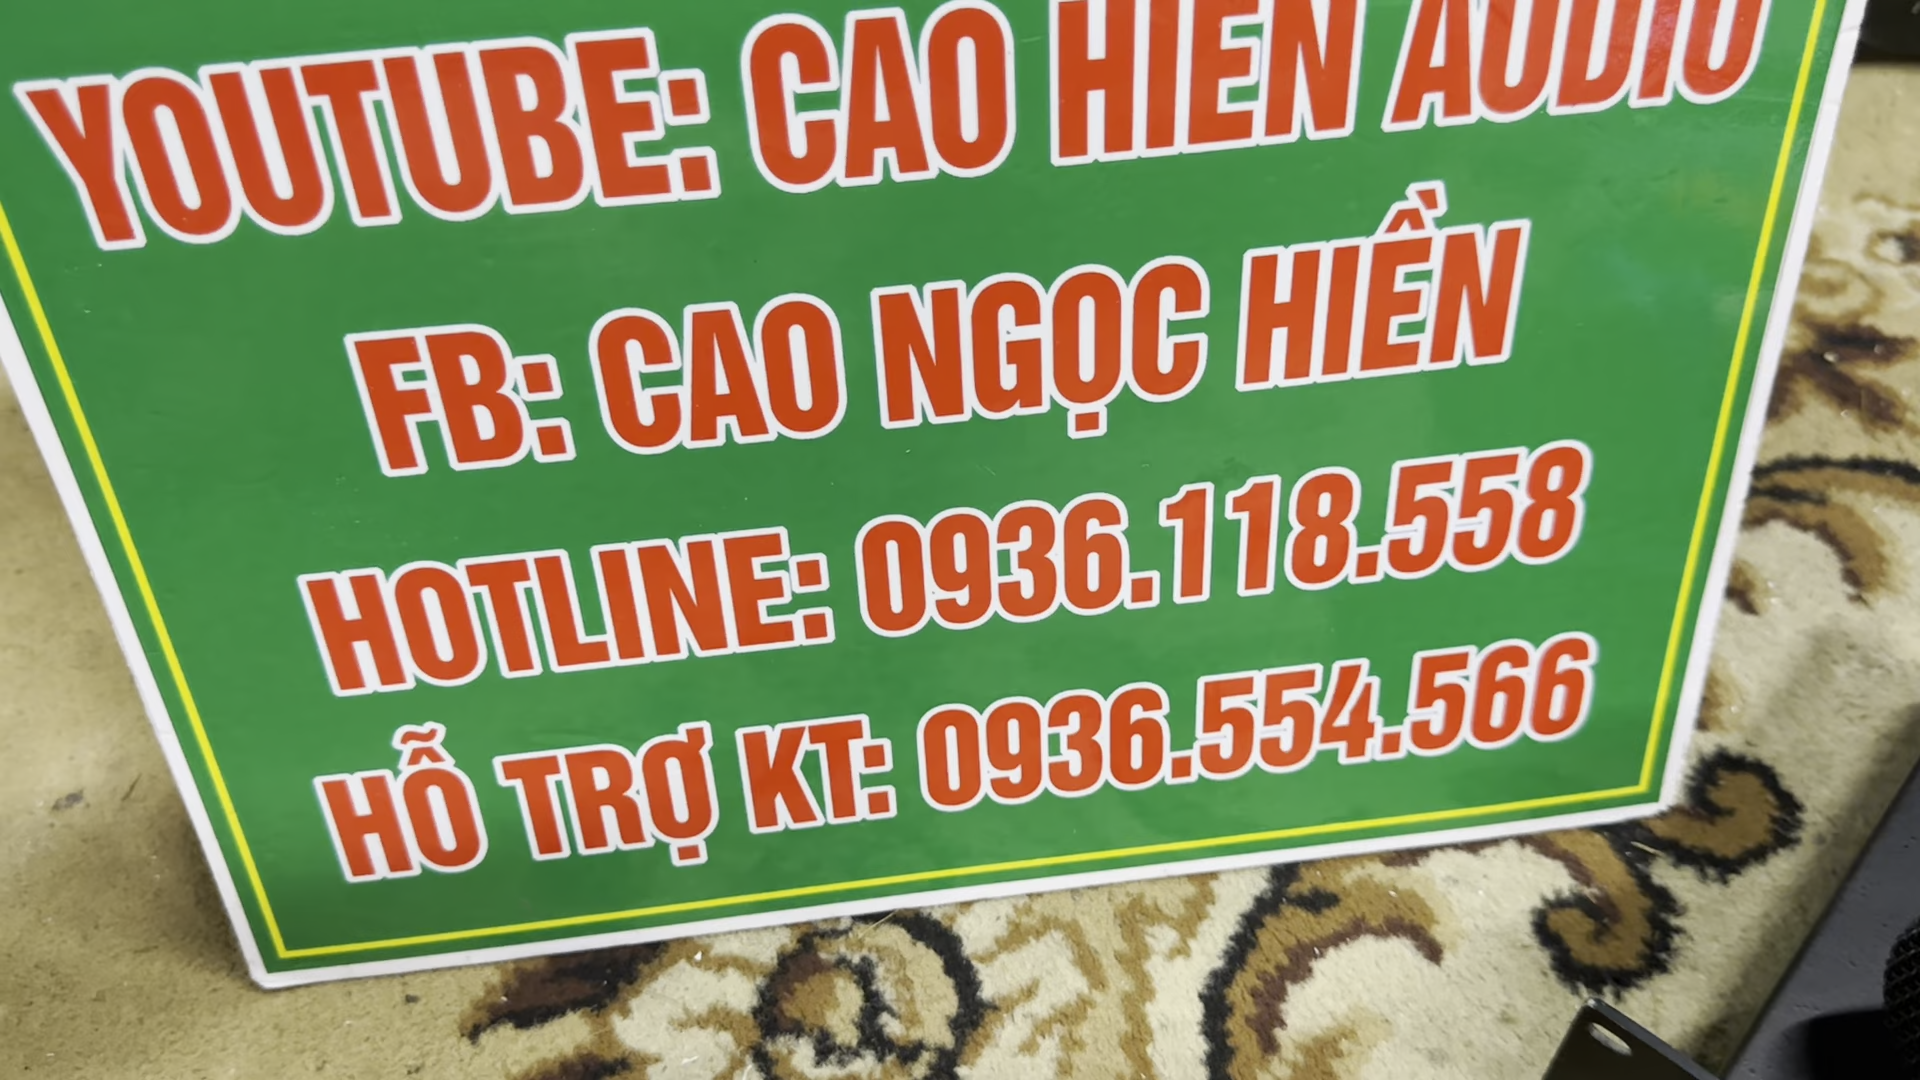 YOUTUBE: CAO HIEN AUDIO
FB: CAO NGỌC HIỀN
HOTLINE: 0936.118.558
HỖ TRỢ KT: 0936.554.566